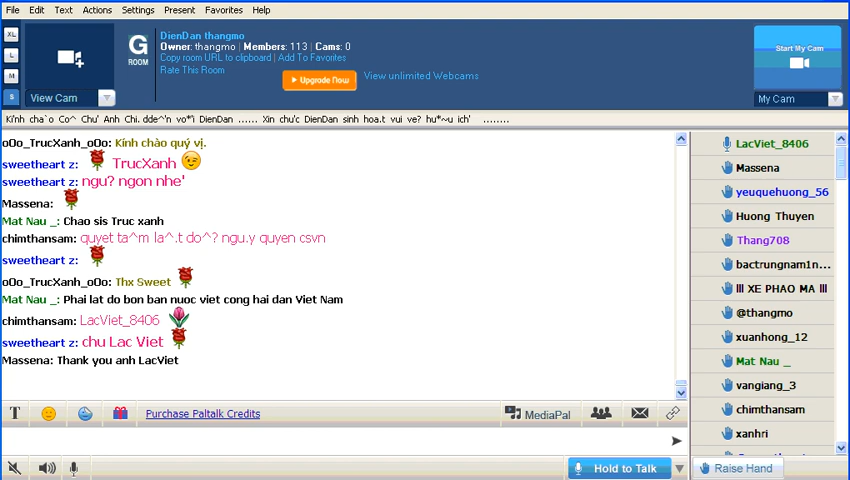 File Edit Text Actions Settings Present Favorites Help
XL
L
M
S
View Cam
G
ROOM
DienDan thangmo
Owner: thangmo | Members: 113 | Cams: 0
Copy room URL to clipboard | Add To Favorites
Rate This Room
Upgrade Now
View unlimited Webcams
Start My Cam
My Cam
Ki'nh cha`o Co^ Chu' Anh Chi. dde^'n vo*'i DienDan ...... Xin chu'c DienDan sinh hoa.t vui ve? hu*~u ich' ........
oOo_TrucXanh_oOo: Kính chào quý vị.
sweetheart z: TrucXanh
sweetheart z: ngu? ngon nhe'
Massena:
Mat Nau _: Chao sis Truc xanh
chimthansam: quyet ta^m la^.t do^? ngu.y quyen csvn
sweetheart z:
oOo_TrucXanh_oOo: Thx Sweet
Mat Nau _: Phai lat do bon ban nuoc viet cong hai dan Viet Nam
chimthansam: LacViet_8406
sweetheart z: chu Lac Viet
Massena: Thank you anh LacViet
LacViet_8406
Massena
yeuquehuong_56
Huong Thuyen
Thang708
bactrungnam1n...
lll XE PHAO MA lll
@thangmo
xuanhong_12
Mat Nau _
vangiang_3
chimthansam
xanhri
T Purchase Paltalk Credits MediaPal
Hold to Talk
Raise Hand